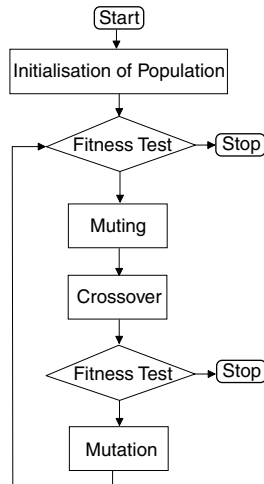 Start
Initialisation of Population
Fitness Test
Stop
Muting
Crossover
Fitness Test
Stop
Mutation